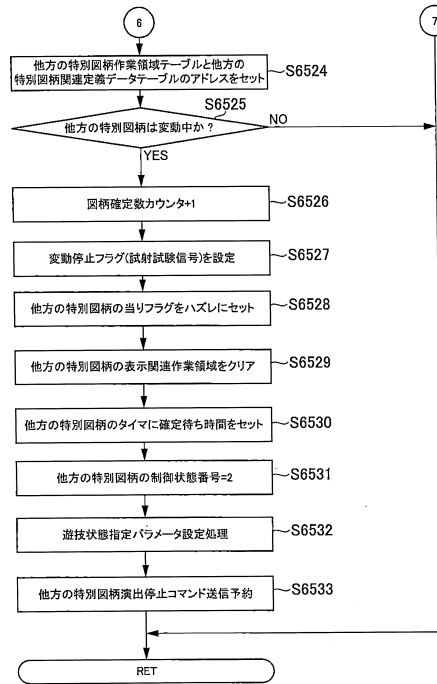 6
7
他方の特別図柄作業領域テーブルと他方の
特別図柄関連定義データテーブルのアドレスをセット
S6524
S6525
他方の特別図柄は変動中か?
NO
YES
図柄確定数カウンタ+1
S6526
変動停止フラグ(試射試験信号)を設定
S6527
他方の特別図柄の当りフラグをハズレにセット
S6528
他方の特別図柄の表示関連作業領域をクリア
S6529
他方の特別図柄のタイマに確定待ち時間をセット
S6530
他方の特別図柄の制御状態番号=2
S6531
遊技状態指定パラメータ設定処理
S6532
他方の特別図柄演出停止コマンド送信予約
S6533
RET